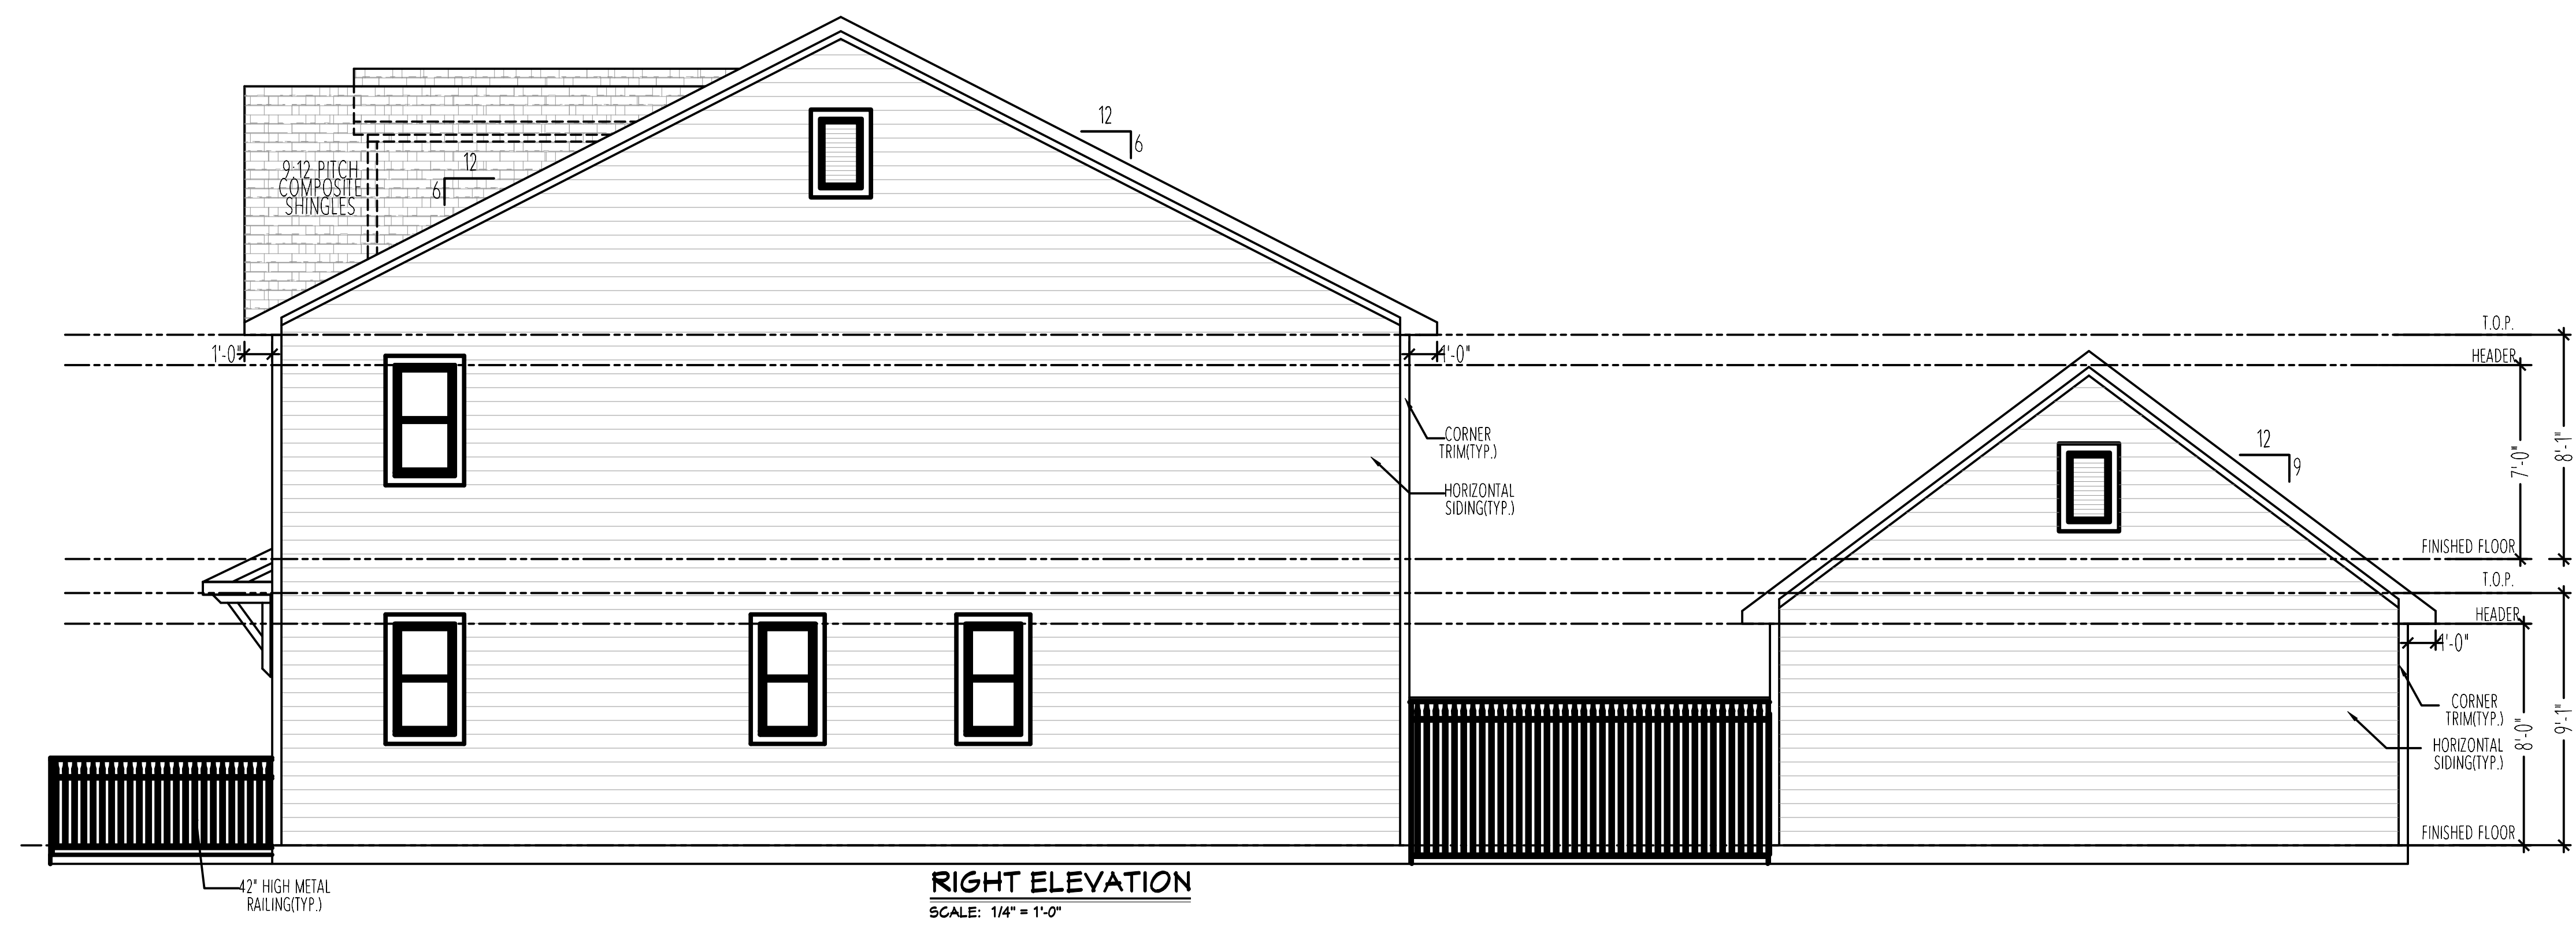 12
6
9:12 PITCH
COMPOSITE
SHINGLES
12
6
T.O.P.
1'-0"
1'-0"
HEADER
CORNER
TRIM(TYP.)
12
9
7'-0"
8'-1"
HORIZONTAL
SIDING(TYP.)
FINISHED FLOOR
T.O.P.
HEADER
1'-0"
CORNER
TRIM(TYP.)
8'-0"
9'-1"
HORIZONTAL
SIDING(TYP.)
FINISHED FLOOR
42" HIGH METAL
RAILING(TYP.)
RIGHT ELEVATION
SCALE: 1/4" = 1'-0"